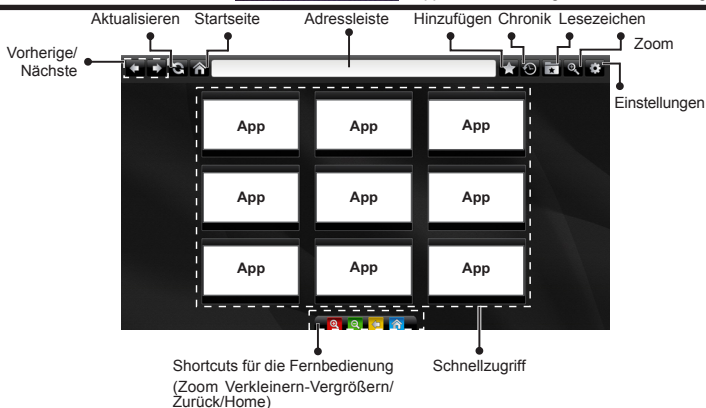 Aktualisieren Startseite Adressleiste Hinzufügen Chronik Lesezeichen
Zoom
Vorherige/
Nächste
Einstellungen
App App App
App App App
App App App
Shortcuts für die Fernbedienung
(Zoom Verkleinern-Vergrößern/
Zurück/Home)
Schnellzugriff